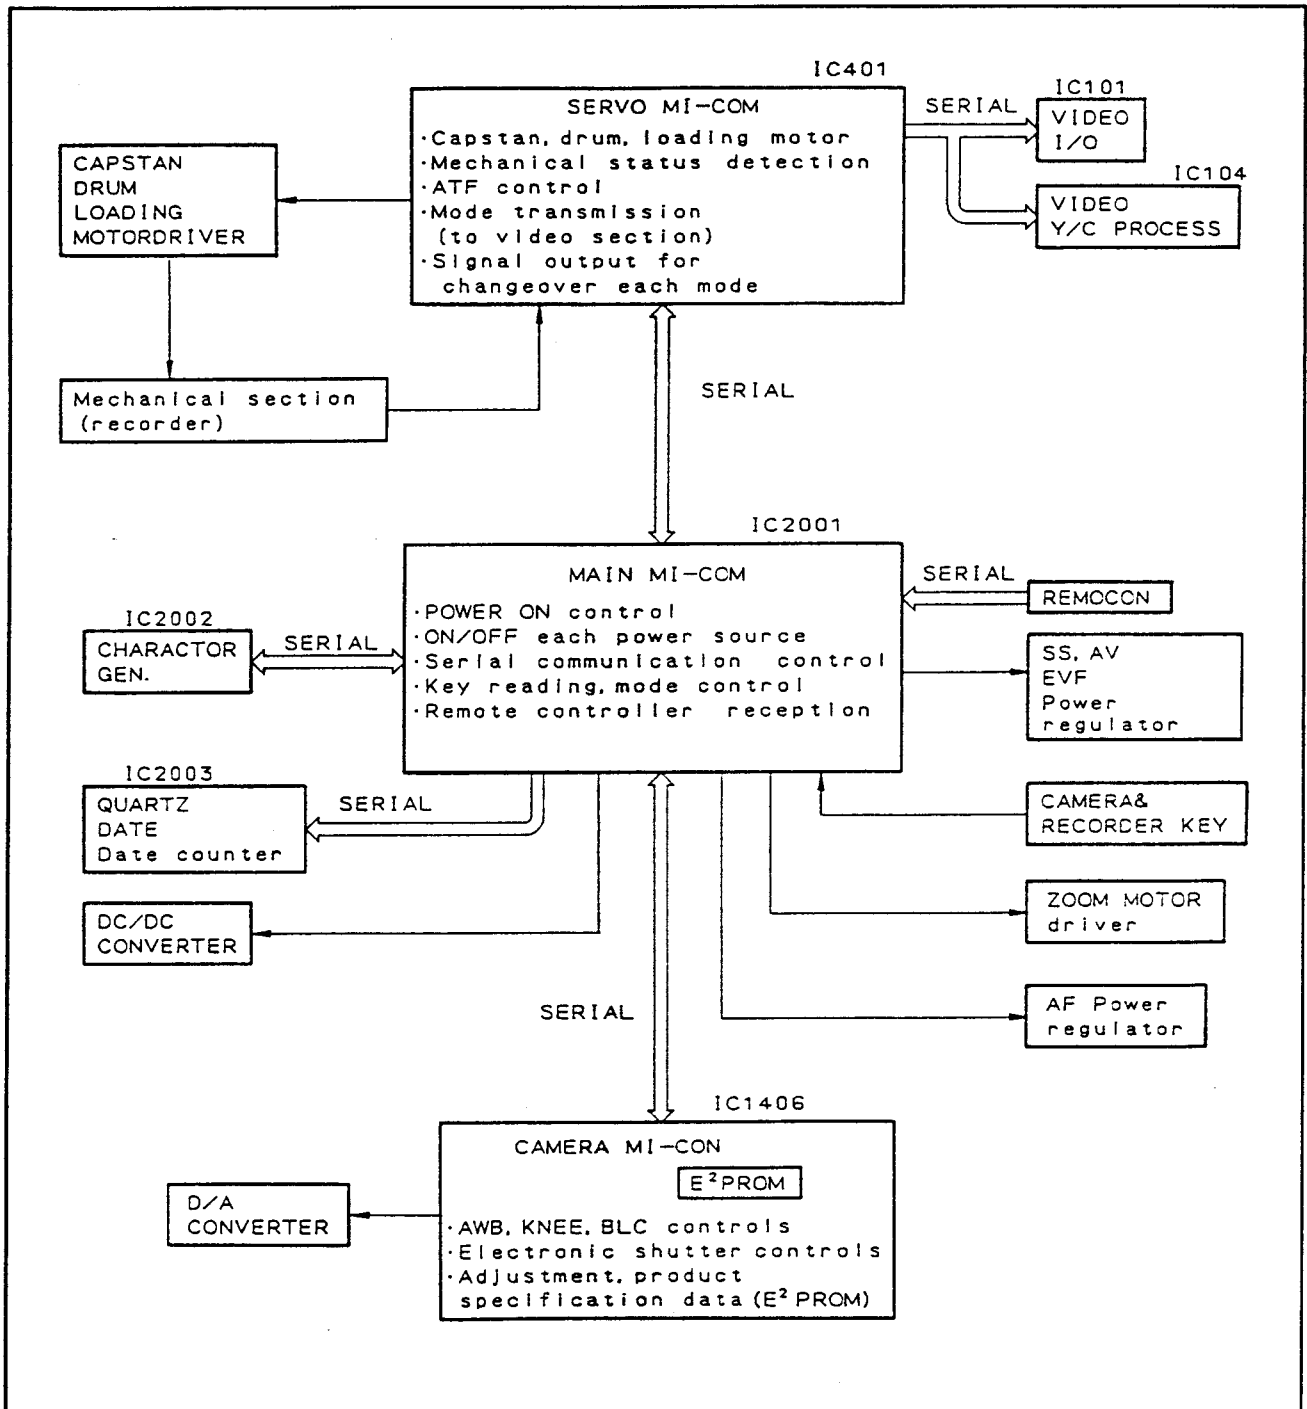 IC401
SERVO MI-COM
·Capstan, drum, loading motor
·Mechanical status detection
·ATF control
·Mode transmission
(to video section)
·Signal output for
changeover each mode
SERIAL
IC101
VIDEO
I/O
IC104
VIDEO
Y/C PROCESS
CAPSTAN
DRUM
LOADING
MOTORDRIVER
Mechanical section
(recorder)
SERIAL
IC2001
MAIN MI-COM
·POWER ON control
·ON/OFF each power source
·Serial communication control
·Key reading, mode control
·Remote controller reception
SERIAL
REMOCON
IC2002
CHARACTOR
GEN.
SERIAL
SS, AV
EVF
Power
regulator
IC2003
QUARTZ
DATE
Date counter
SERIAL
CAMERA&
RECORDER KEY
DC/DC
CONVERTER
ZOOM MOTOR
driver
SERIAL
AF Power
regulator
IC1406
CAMERA MI-CON
E²PROM
·AWB, KNEE, BLC controls
·Electronic shutter controls
·Adjustment, product
specification data (E² PROM)
D/A
CONVERTER